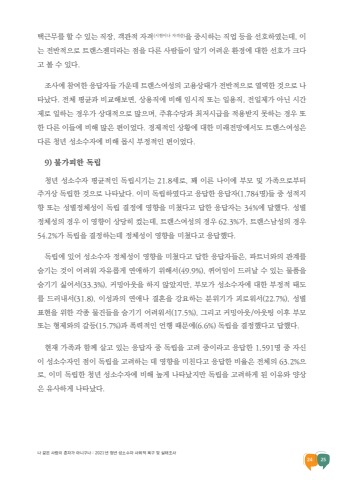 택근무를 할 수 있는 직장, 객관적 자격을 중시하는 직업 등을 선호하였는데, 이
는 전반적으로 트랜스젠더라는 점을 다른 사람들이 알기 어려운 환경에 대한 선호가 크다
고 볼 수 있다.
조사에 참여한 응답자들 가운데 트랜스여성의 고용상태가 전반적으로 열악한 것으로 나
타났다. 전체 평균과 비교해보면, 상용직에 비해 임시직 또는 일용직, 전일제가 아닌 시간
제로 일하는 경우가 상대적으로 많으며, 주휴수당과 최저시급을 적용받지 못하는 경우 또
한 다른 이들에 비해 많은 편이었다. 경제적인 상황에 대한 미래전망에서도 트랜스여성은
다른 청년 성소수자에 비해 몹시 부정적인 편이었다.
9) 불가피한 독립
청년 성소수자 평균적인 독립시기는 21.8세로, 꽤 이른 나이에 부모 및 가족으로부터
주거상 독립한 것으로 나타났다. 이미 독립하였다고 응답한 응답자(1,784명)들 중 성적지
향 또는 성별정체성이 독립 결정에 영향을 미쳤다고 답한 응답자는 34%에 달했다. 성별
정체성의 경우 이 영향이 상당히 컸는데, 트랜스여성의 경우 62.3%가, 트랜스남성의 경우
54.2%가 독립을 결정하는데 정체성이 영향을 미쳤다고 응답했다.
독립에 있어 성소수자 정체성이 영향을 미쳤다고 답한 응답자들은, 파트너와의 관계를
숨기는 것이 어려워 자유롭게 연애하기 위해서(49.9%), 퀴어임이 드러날 수 있는 물품을
숨기기 싫어서(33.3%), 커밍아웃을 하지 않았지만, 부모가 성소수자에 대한 부정적 태도
를 드러내서(31.8), 이성과의 연애나 결혼을 강요하는 분위기가 괴로워서(22.7%), 성별
표현을 위한 각종 물건들을 숨기기 어려워서(17.5%), 그리고 커밍아웃/아웃팅 이후 부모
또는 형제와의 갈등(15.7%)과 폭력적인 언행 때문에(6.6%) 독립을 결정했다고 답했다.
현재 가족과 함께 살고 있는 응답자 중 독립을 고려 중이라고 응답한 1,591명 중 자신
이 성소수자인 점이 독립을 고려하는 데 영향을 미친다고 응답한 비율은 전체의 63.2%으
로, 이미 독립한 청년 성소수자에 비해 높게 나타났지만 독립을 고려하게 된 이유와 양상
은 유사하게 나타났다.
나 같은 사람이 혼자가 아니구나 - 2021년 청년 성소수자 사회적 욕구 및 실태조사
24 25